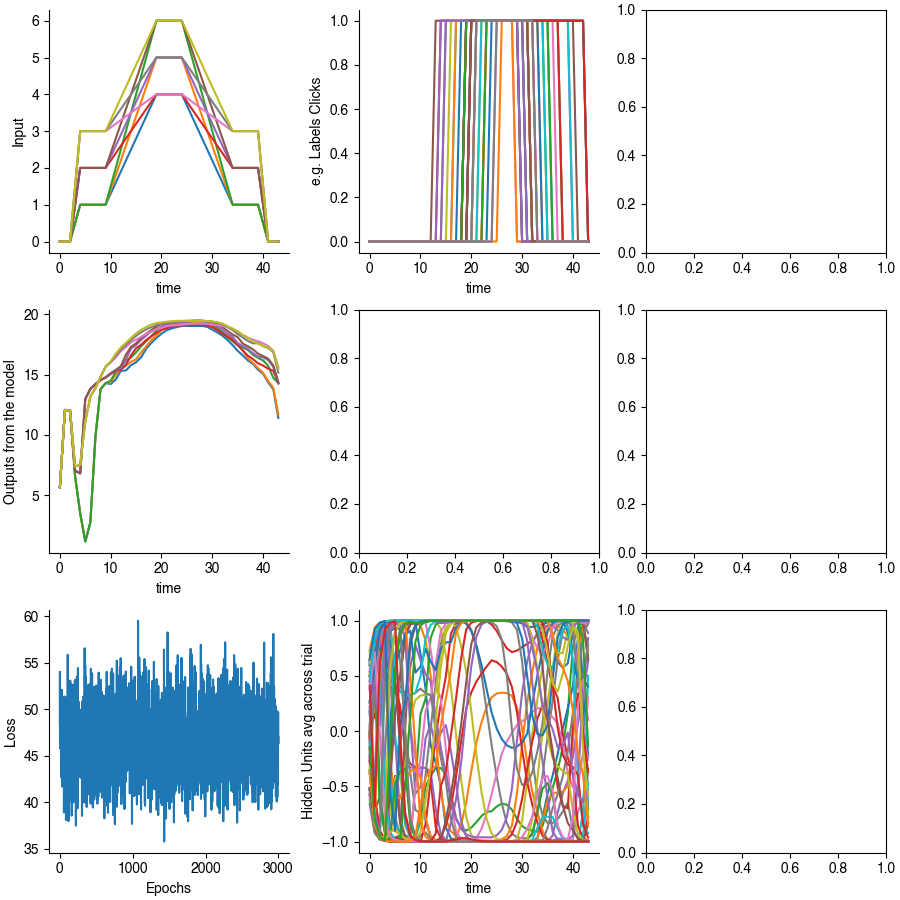 6
5
4
3
2
1
0
Input
0 10 20 30 40
time
1.0
0.8
0.6
0.4
0.2
0.0
e.g. Labels Clicks
0 10 20 30 40
time
1.0
0.8
0.6
0.4
0.2
0.0
0.0 0.2 0.4 0.6 0.8 1.0
20
15
10
5
Outputs from the model
0 10 20 30 40
time
1.0
0.8
0.6
0.4
0.2
0.0
0.0 0.2 0.4 0.6 0.8 1.0
1.0
0.8
0.6
0.4
0.2
0.0
0.0 0.2 0.4 0.6 0.8 1.0
60
55
50
45
40
35
Loss
0 1000 2000 3000
Epochs
1.0
0.5
0.0
−0.5
−1.0
Hidden Units avg across trial
0 10 20 30 40
time
1.0
0.8
0.6
0.4
0.2
0.0
0.0 0.2 0.4 0.6 0.8 1.0